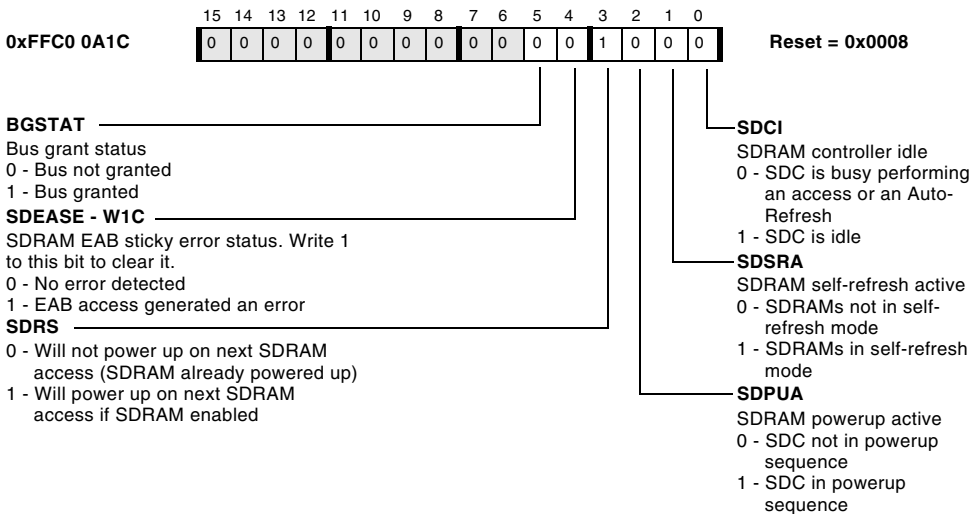 15 14 13 12 11 10 9 8 7 6 5 4 3 2 1 0
0xFFC0 0A1C
0 0 0 0 0 0 0 0 0 0 0 0 1 0 0 0
Reset = 0x0008
BGSTAT
Bus grant status
0 - Bus not granted
1 - Bus granted
SDEASE - W1C
SDRAM EAB sticky error status. Write 1
to this bit to clear it.
0 - No error detected
1 - EAB access generated an error
SDRS
0 - Will not power up on next SDRAM
access (SDRAM already powered up)
1 - Will power up on next SDRAM
access if SDRAM enabled
SDCI
SDRAM controller idle
0 - SDC is busy performing
an access or an Auto-
Refresh
1 - SDC is idle
SDSRA
SDRAM self-refresh active
0 - SDRAMs not in self-
refresh mode
1 - SDRAMs in self-refresh
mode
SDPUA
SDRAM powerup active
0 - SDC not in powerup
sequence
1 - SDC in powerup
sequence